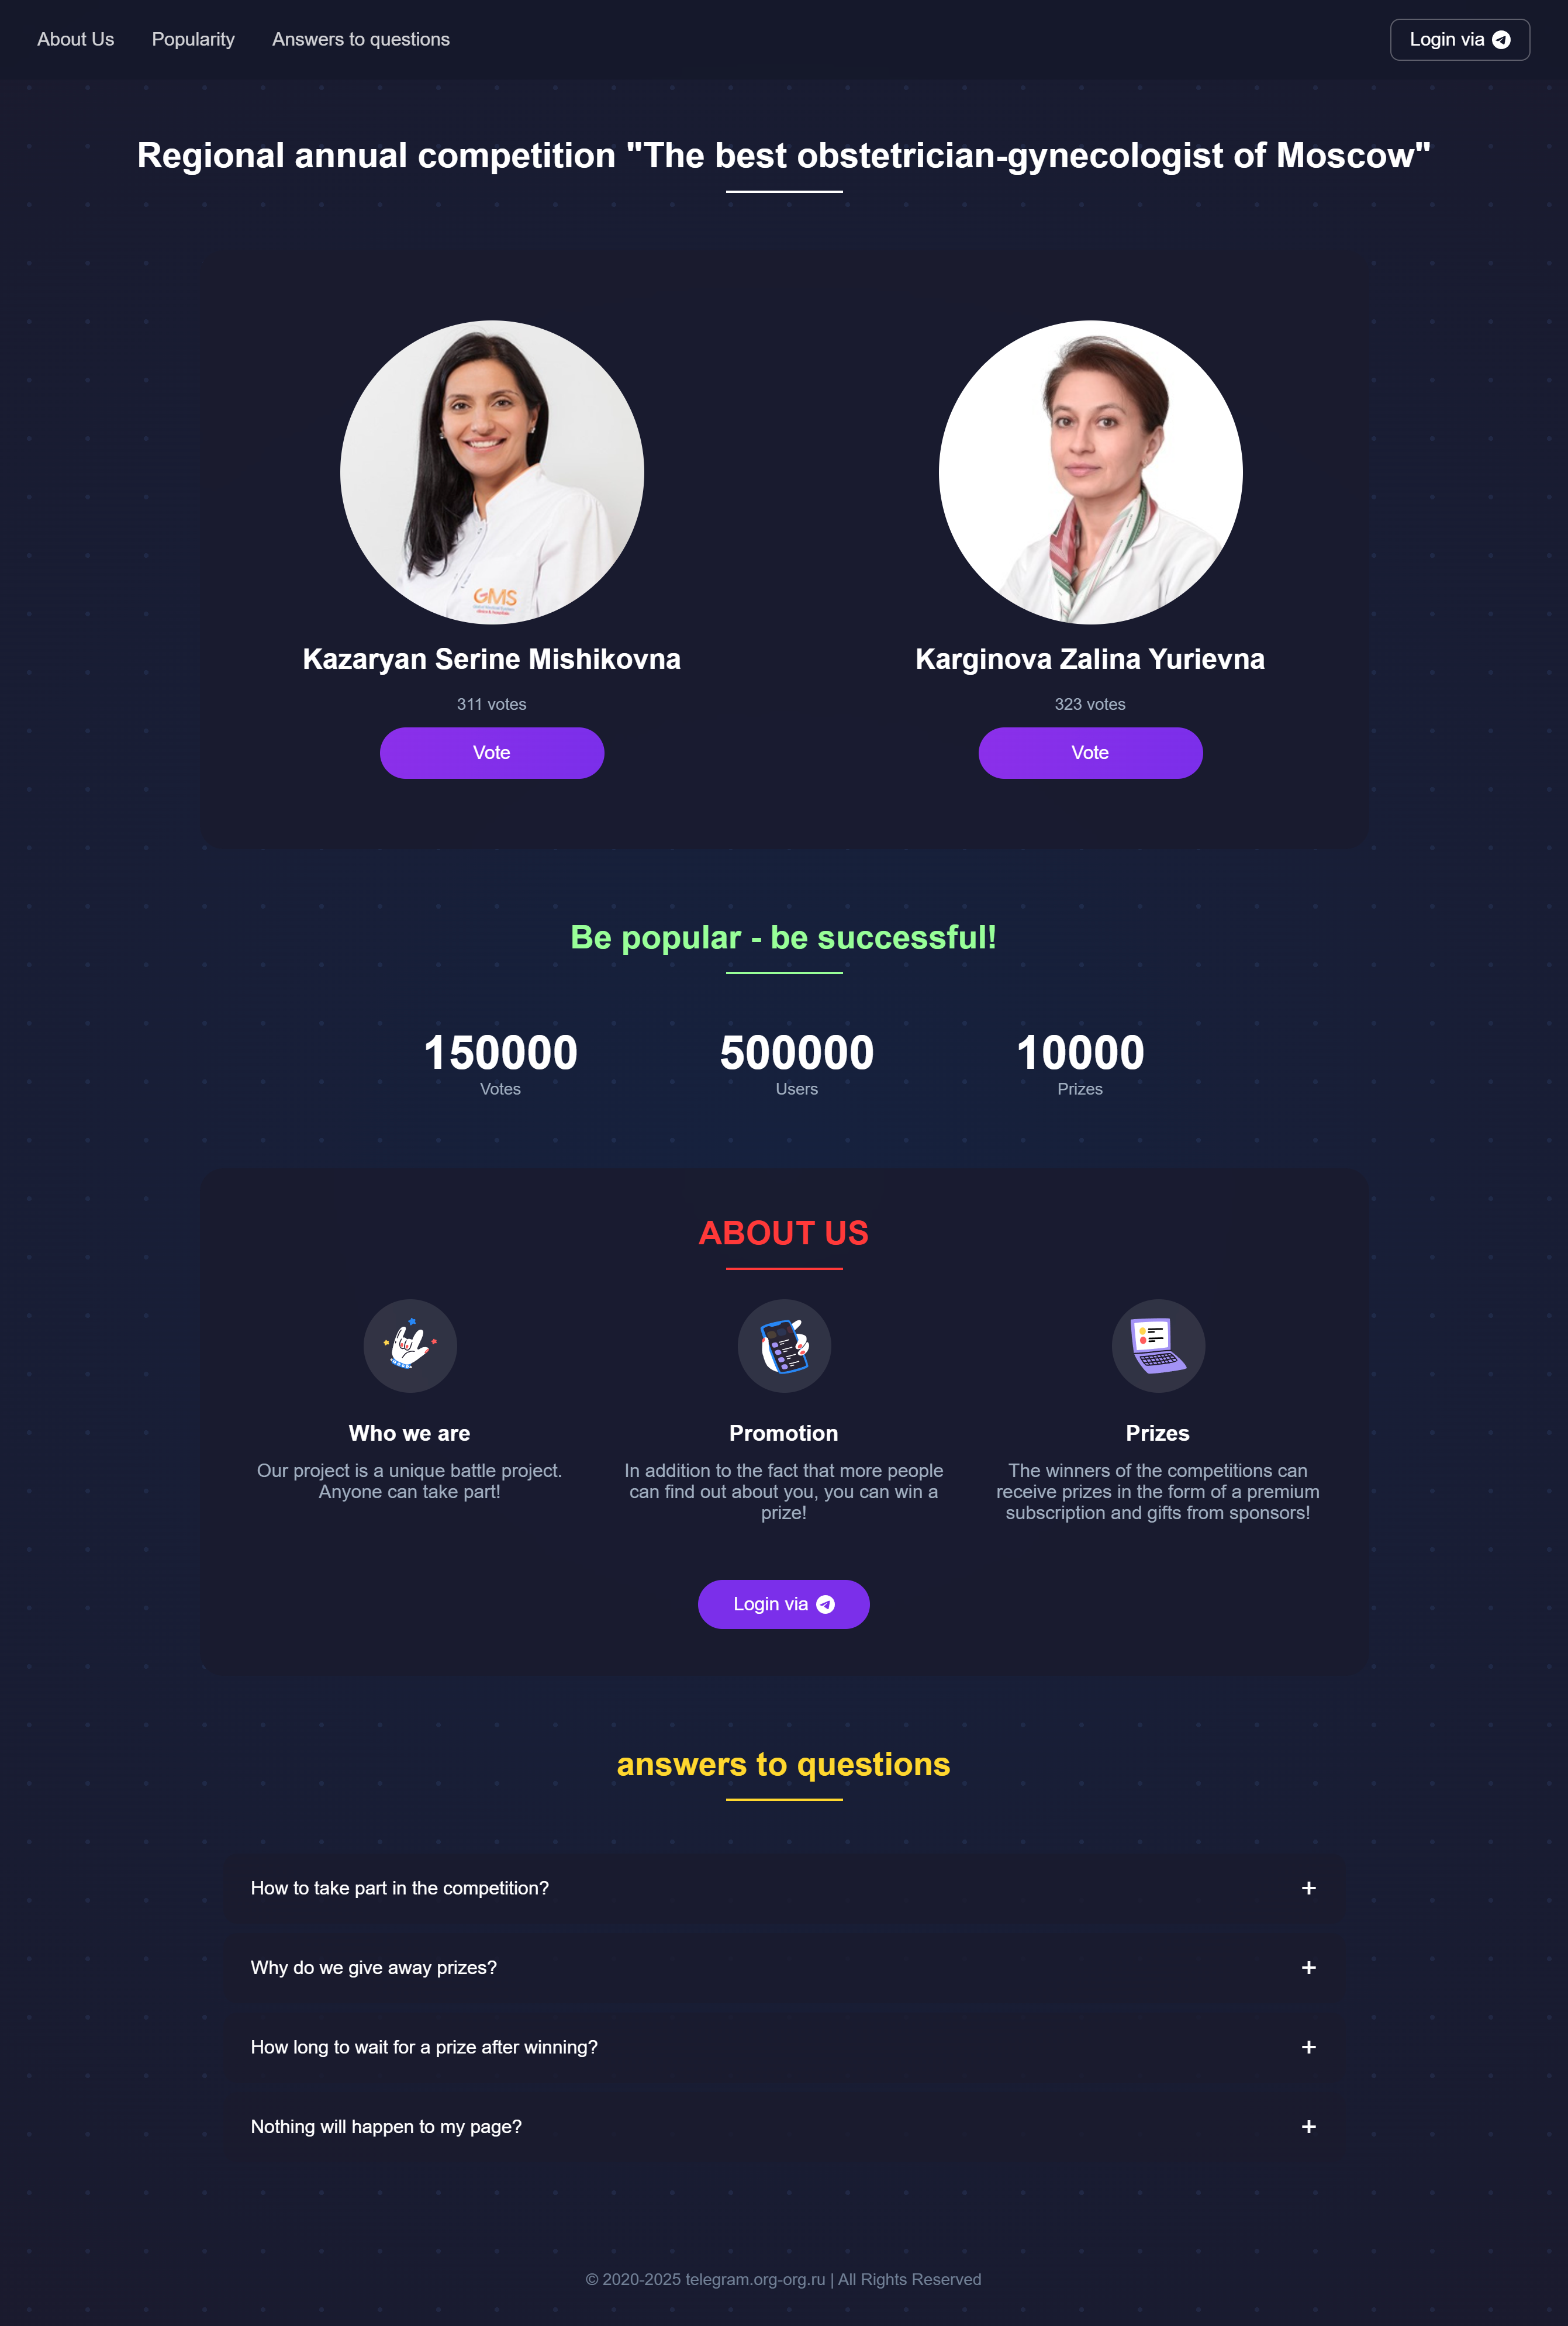 About Us
Popularity
Answers to questions
Login via
Regional annual competition "The best obstetrician-gynecologist of Moscow"
GMS
Kazaryan Serine Mishikovna
311 votes
Vote
Karginova Zalina Yurievna
323 votes
Vote
Be popular - be successful!
150000
Votes
500000
Users
10000
Prizes
ABOUT US
Who we are
Our project is a unique battle project.
Anyone can take part!
Promotion
In addition to the fact that more people
can find out about you, you can win a
prize!
Prizes
The winners of the competitions can
receive prizes in the form of a premium
subscription and gifts from sponsors!
Login via
answers to questions
How to take part in the competition?
+
Why do we give away prizes?
+
How long to wait for a prize after winning?
+
Nothing will happen to my page?
+
© 2020-2025 telegram.org-org.ru | All Rights Reserved